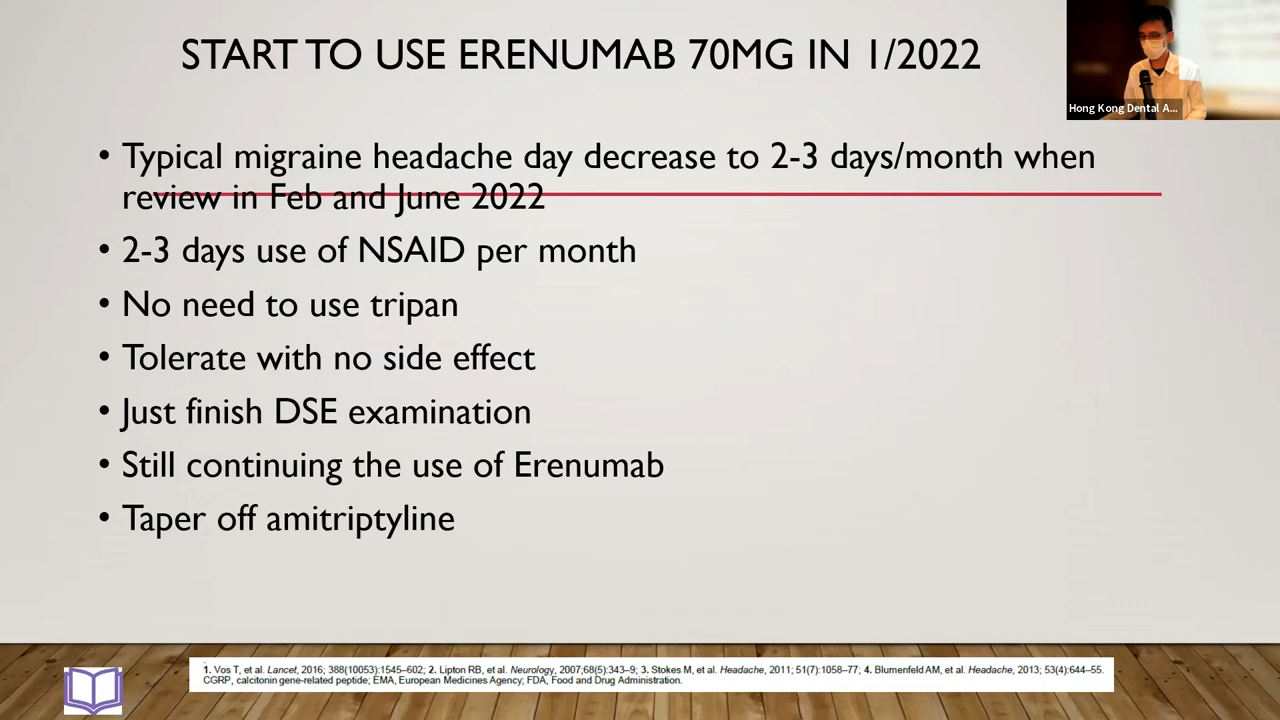 START TO USE ERENUMAB 70MG IN 1/2022
Hong Kong Dental A...
• Typical migraine headache day decrease to 2-3 days/month when
review in Feb and June 2022
• 2-3 days use of NSAID per month
• No need to use tripan
• Tolerate with no side effect
• Just finish DSE examination
• Still continuing the use of Erenumab
• Taper off amitriptyline
1. Vos T, et al. Lancet, 2016; 388(10053):1545–602; 2. Lipton RB, et al. Neurology, 2007;68(5):343–9; 3. Stokes M, et al. Headache, 2011; 51(7):1058–77; 4. Blumenfeld AM, et al. Headache, 2013; 53(4):644–55.
CGRP, calcitonin gene-related peptide; EMA, European Medicines Agency; FDA, Food and Drug Administration.